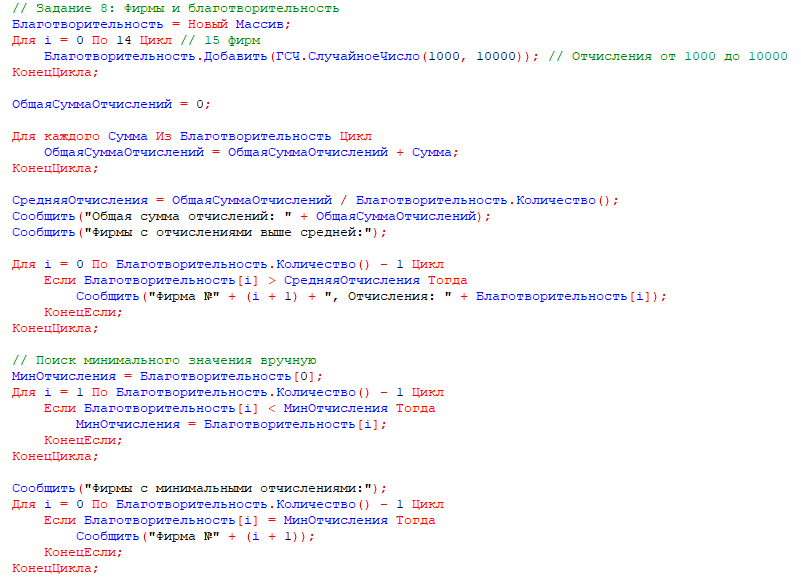 // Задание 8: Фирмы и благотворительность
Благотворительность = Новый Массив;
Для i = 0 По 14 Цикл // 15 фирм
    Благотворительность.Добавить(ГСЧ.СлучайноеЧисло(1000, 10000)); // Отчисления от 1000 до 10000
КонецЦикла;

ОбщаяСуммаОтчислений = 0;

Для каждого Сумма Из Благотворительность Цикл
    ОбщаяСуммаОтчислений = ОбщаяСуммаОтчислений + Сумма;
КонецЦикла;

СредняяОтчисления = ОбщаяСуммаОтчислений / Благотворительность.Количество();
Сообщить("Общая сумма отчислений: " + ОбщаяСуммаОтчислений);
Сообщить("Фирмы с отчислениями выше средней:");

Для i = 0 По Благотворительность.Количество() - 1 Цикл
    Если Благотворительность[i] > СредняяОтчисления Тогда
        Сообщить("Фирма №" + (i + 1) + ", Отчисления: " + Благотворительность[i]);
    КонецЕсли;
КонецЦикла;

// Поиск минимального значения вручную
МинОтчисления = Благотворительность[0];
Для i = 1 По Благотворительность.Количество() - 1 Цикл
    Если Благотворительность[i] < МинОтчисления Тогда
        МинОтчисления = Благотворительность[i];
    КонецЕсли;
КонецЦикла;

Сообщить("Фирмы с минимальными отчислениями:");
Для i = 0 По Благотворительность.Количество() - 1 Цикл
    Если Благотворительность[i] = МинОтчисления Тогда
        Сообщить("Фирма №" + (i + 1));
    КонецЕсли;
КонецЦикла;